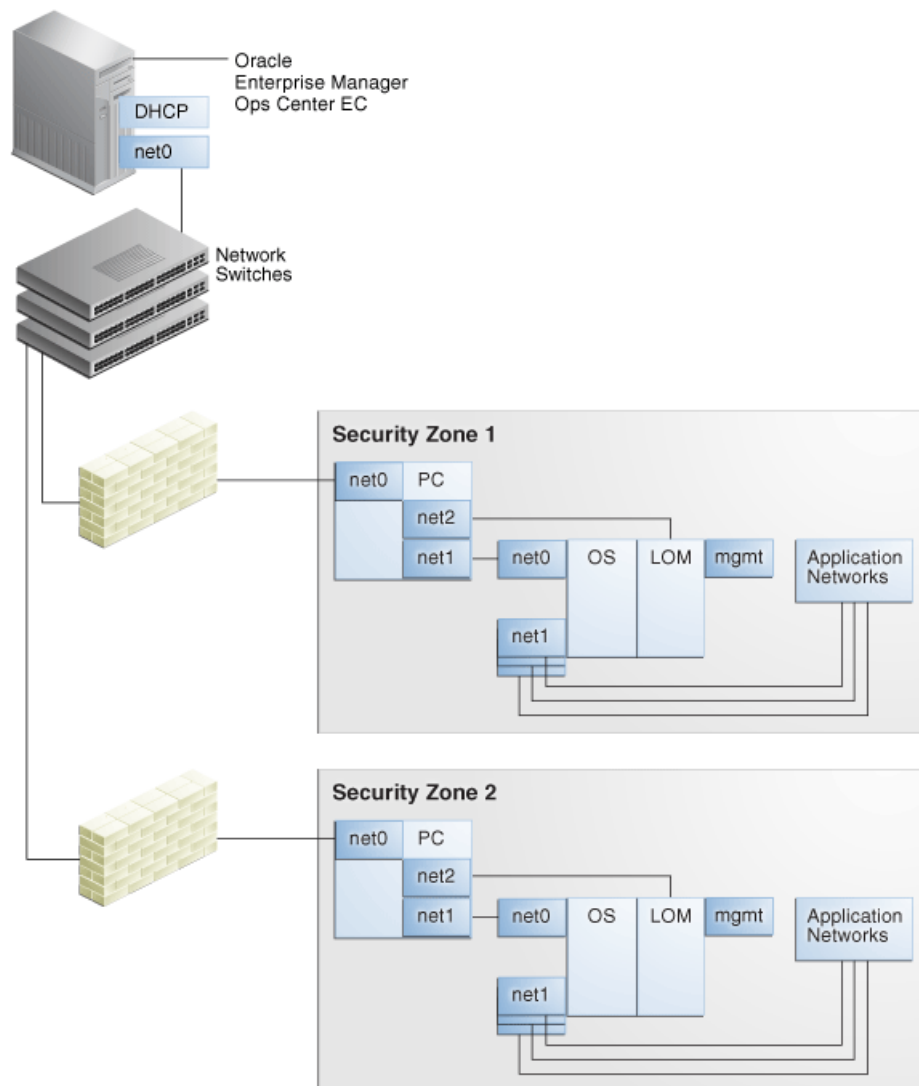 Oracle
Enterprise Manager
Ops Center EC
DHCP
net0
Network
Switches
Security Zone 1
net0 PC
net2
net1 net0 OS LOM mgmt Application
Networks
net1
Security Zone 2
net0 PC
net2
net1 net0 OS LOM mgmt Application
Networks
net1